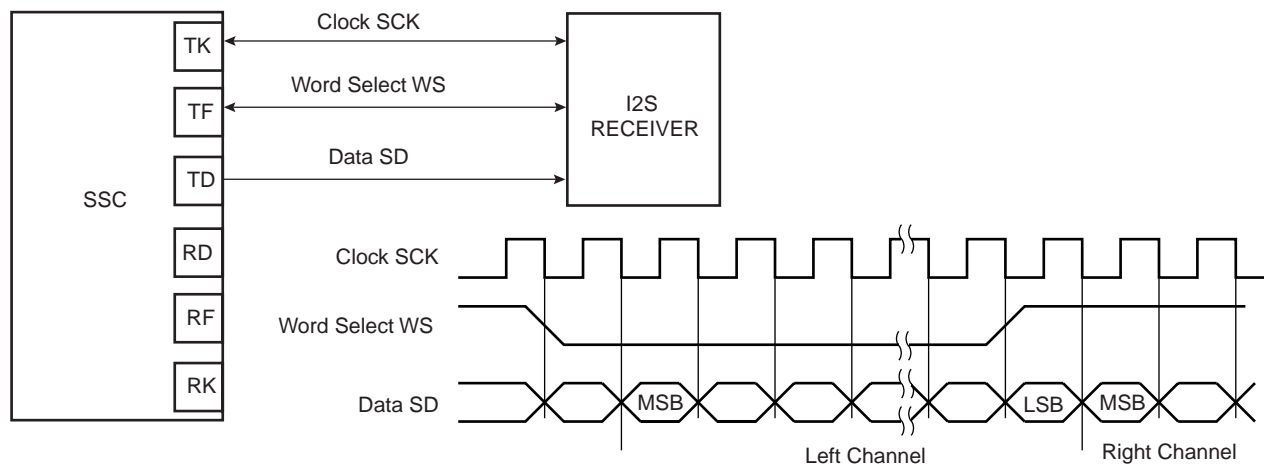 SSC
TK
TF
TD
RD
RF
RK
Clock SCK
Word Select WS
Data SD
I2S
RECEIVER
Clock SCK
Word Select WS
Data SD
MSB
LSB
MSB
Left Channel
Right Channel